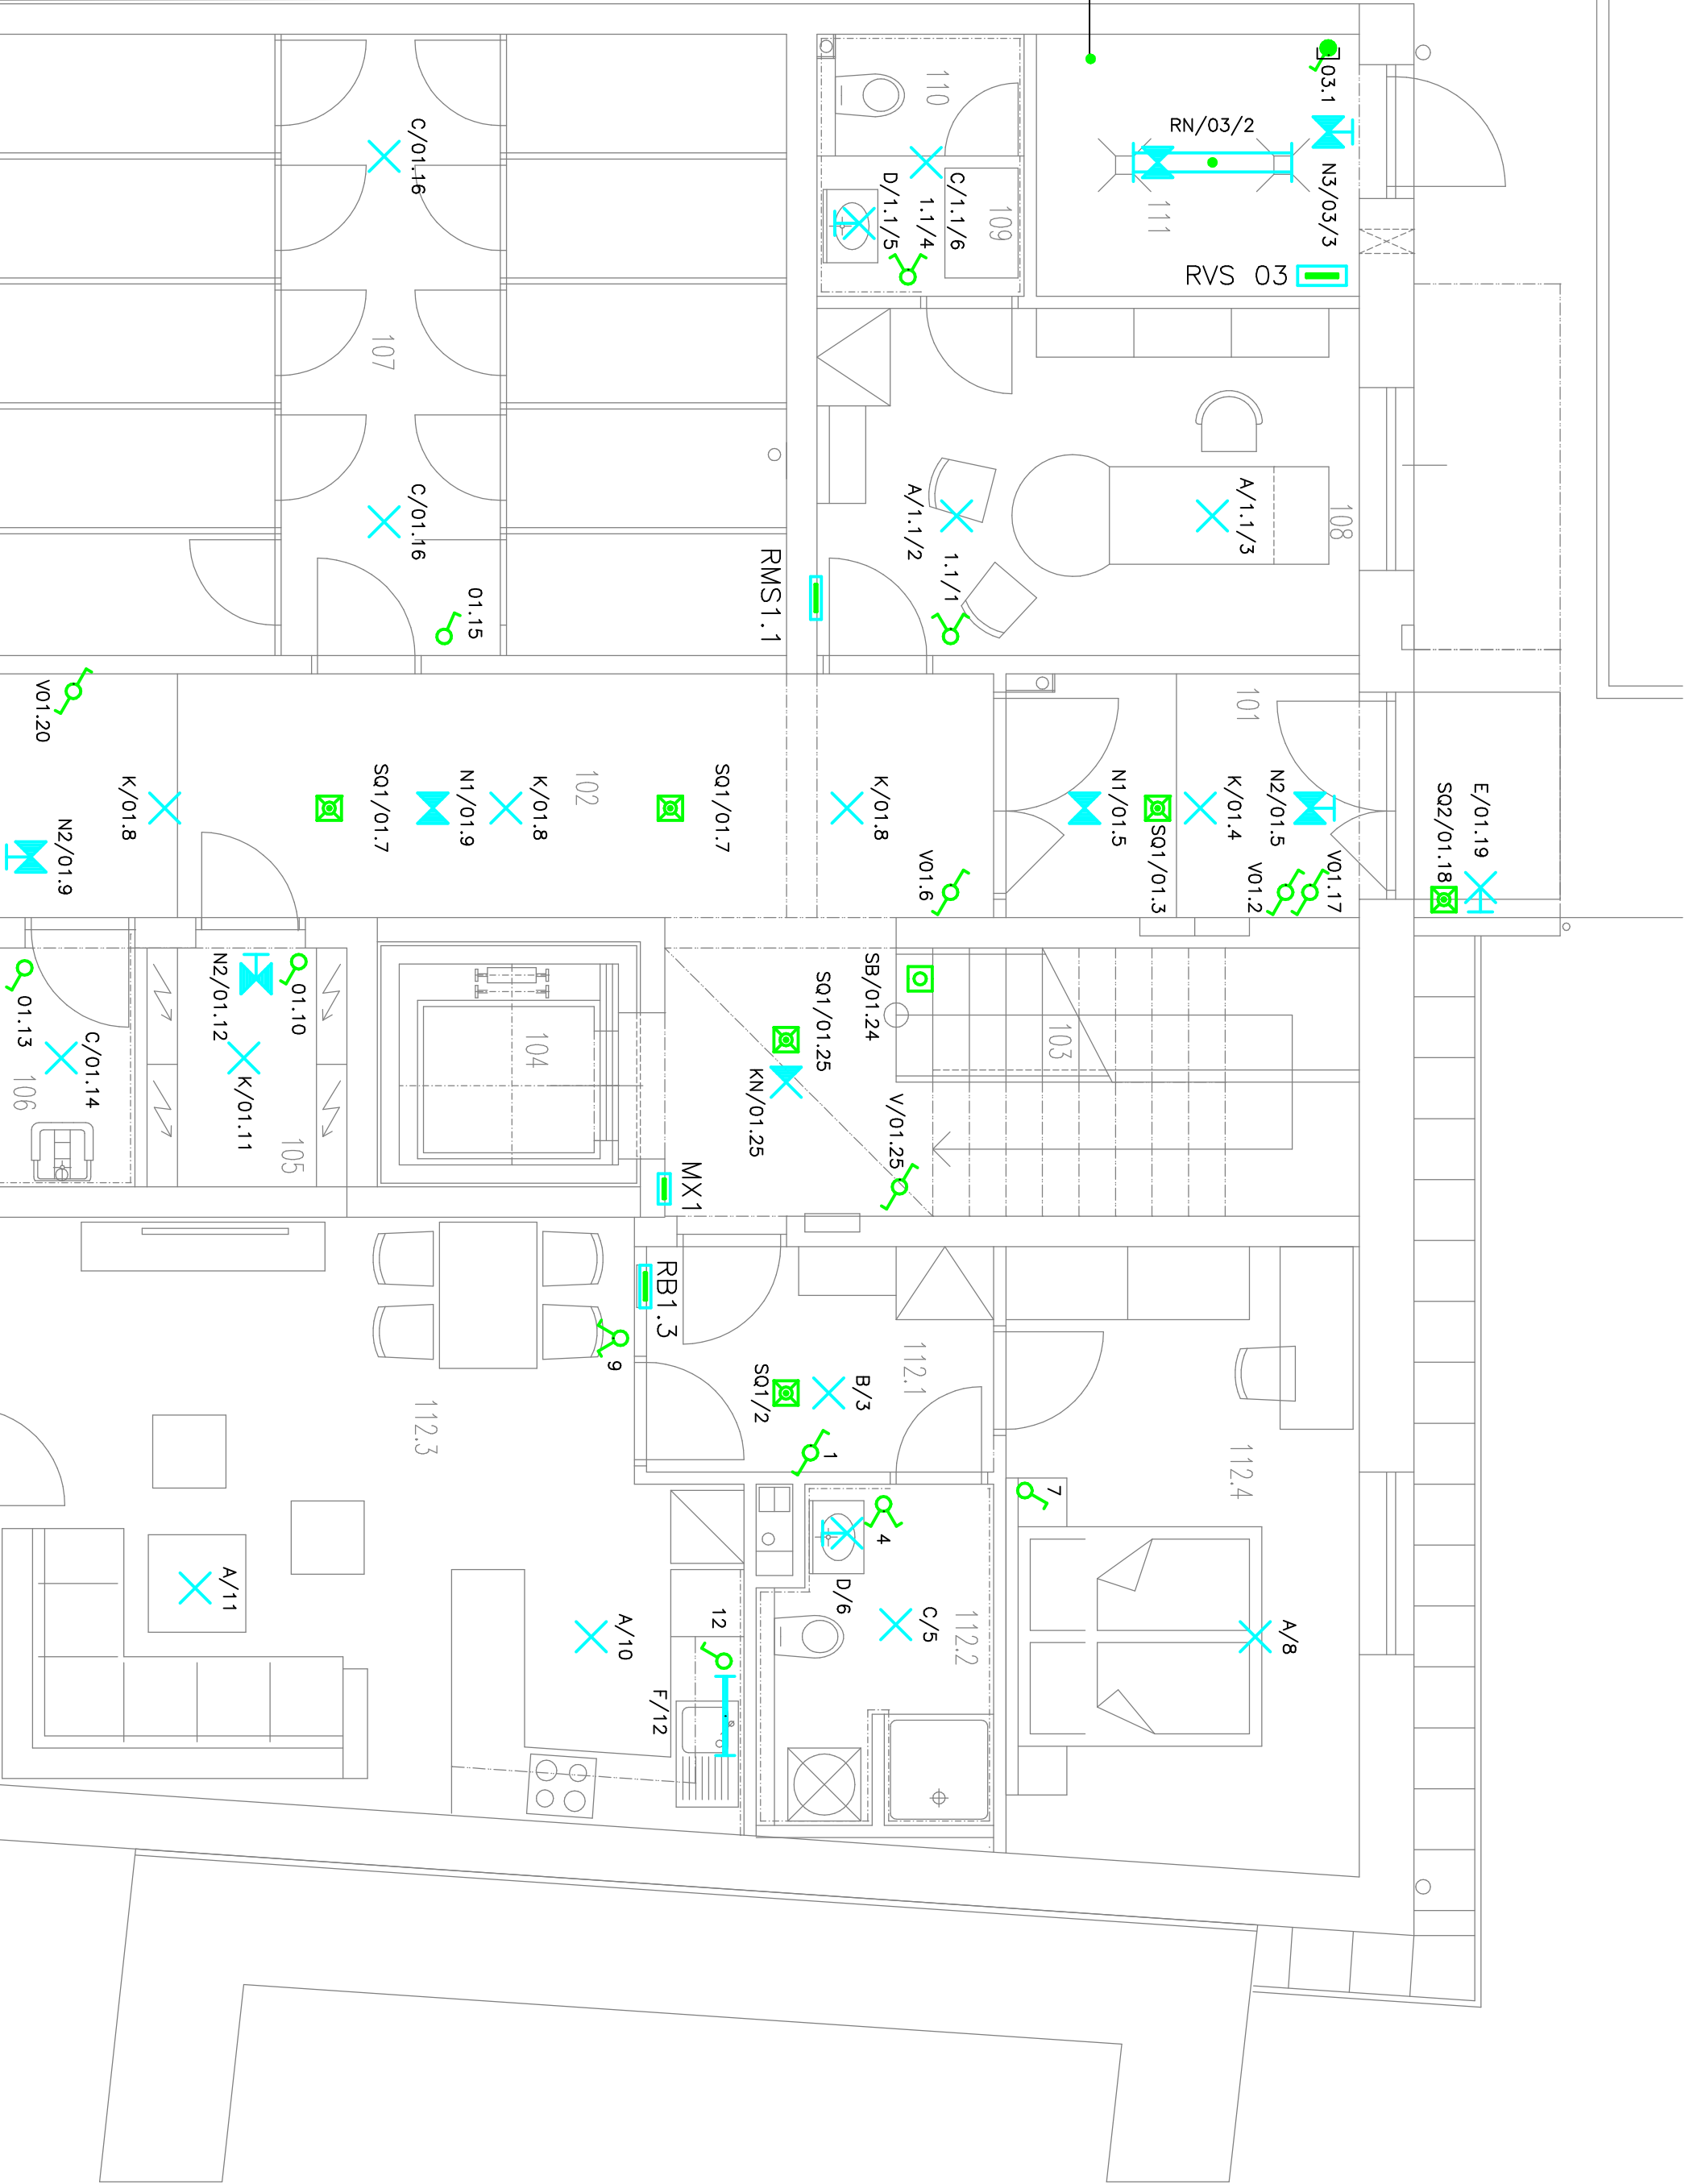 03.1
RN/03/2
N3/03/3
111
RVS 03
110
C/1.1/6
1.1/4
D/1.1/5
109
C/01.16
107
C/01.16
01.15
RMS1.1
A/1.1/2
1.1/1
A/1.1/3
108
V01.20
K/01.8
N2/01.9
SQ1/01.7
N1/01.9
K/01.8
102
SQ1/01.7
K/01.8
V01.6
101
N1/01.5
SQ1/01.3
K/01.4
N2/01.5
V01.2
V01.17
SQ2/01.18
E/01.19
SB/01.24
SQ1/01.25
KN/01.25
V/01.25
103
104
MX1
N2/01.12
01.10
K/01.11
105
01.13
C/01.14
106
RB1.3
9
112.3
SQ1/2
B/3
112.1
1
4
D/6
C/5
112.2
7
112.4
A/8
A/11
A/10
12
F/12